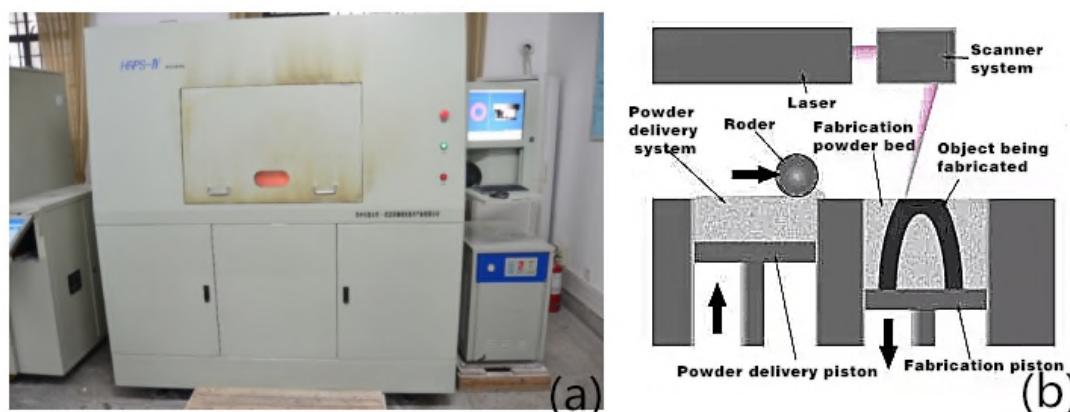 HRPS-IV
(a)
(b)
Scanner
system
Laser
Powder
delivery
system
Roder
Fabrication
powder bed
Object being
fabricated
Powder delivery piston
Fabrication piston